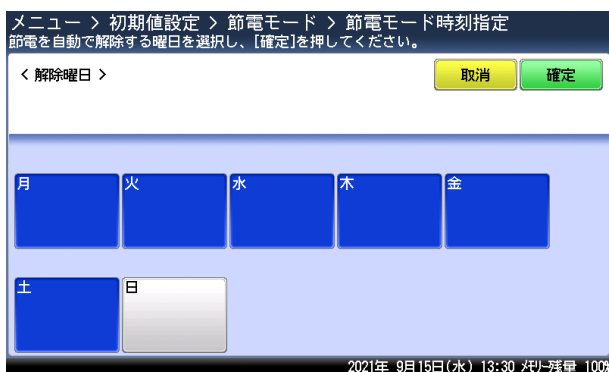 メニュー > 初期値設定 > 節電モード > 節電モード時刻指定
節電を自動で解除する曜日を選択し、[確定]を押してください。
< 解除曜日 > 取消 確定
月 火 水 木 金
土 日
2021年 9月15日(水) 13:30 メモリー残量 100%